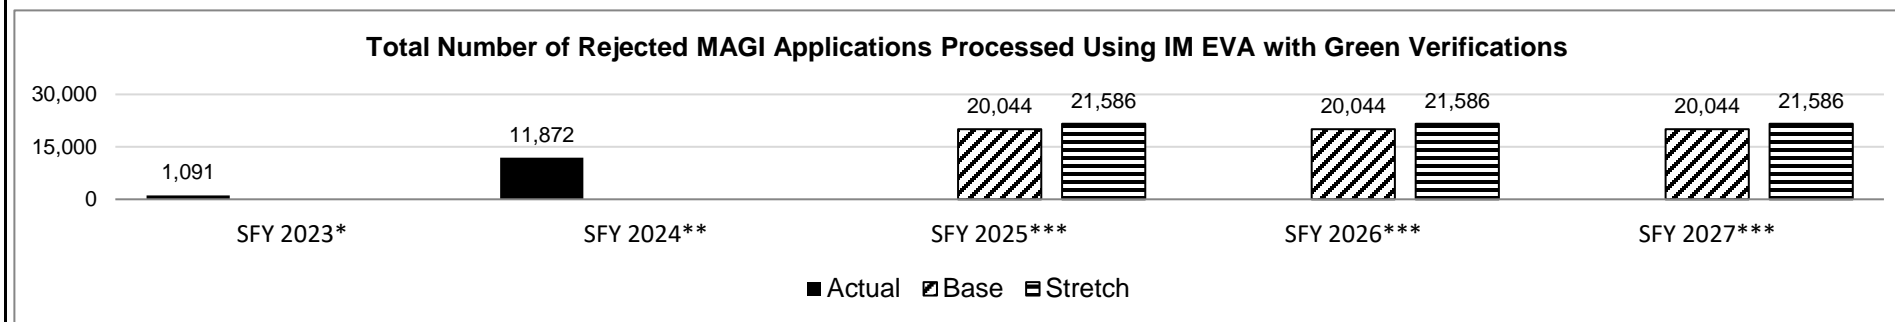 Total Number of Rejected MAGI Applications Processed Using IM EVA with Green Verifications
30,000
15,000
0
1,091
11,872
20,044 21,586
20,044 21,586
20,044 21,586
SFY 2023* SFY 2024** SFY 2025*** SFY 2026*** SFY 2027***
Actual Base Stretch